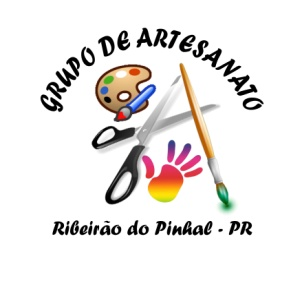 GRUPO DE ARTESANATO
Ribeirão do Pinhal - PR